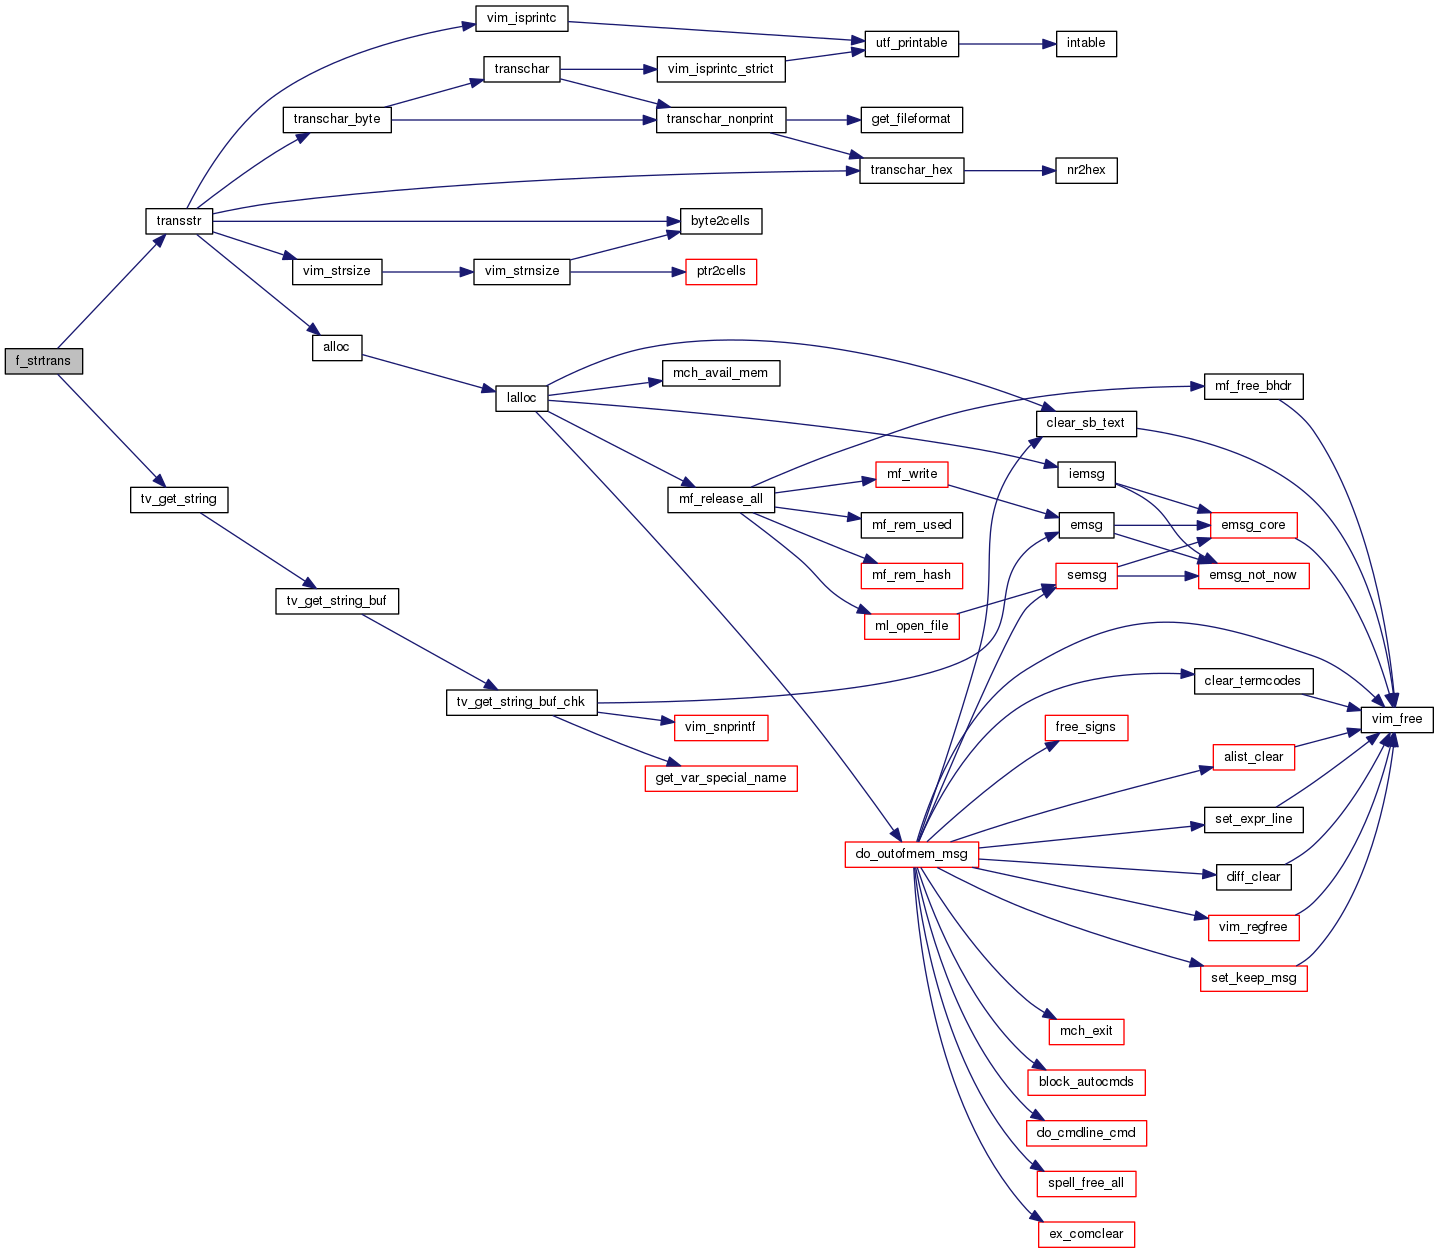 vim_isprintc
utf_printable
intable
transchar
vim_isprintc_strict
transchar_byte
transchar_nonprint
get_fileformat
transchar_hex
nr2hex
transstr
byte2cells
vim_strsize
vim_strnsize
ptr2cells
alloc
f_strtrans
mch_avail_mem
mf_free_bhdr
lalloc
clear_sb_text
iemsg
mf_write
tv_get_string
mf_release_all
mf_rem_used
emsg
emsg_core
mf_rem_hash
semsg
emsg_not_now
tv_get_string_buf
ml_open_file
clear_termcodes
tv_get_string_buf_chk
vim_snprintf
free_signs
vim_free
get_var_special_name
alist_clear
set_expr_line
do_outofmem_msg
diff_clear
vim_regfree
set_keep_msg
mch_exit
block_autocmds
do_cmdline_cmd
spell_free_all
ex_comclear